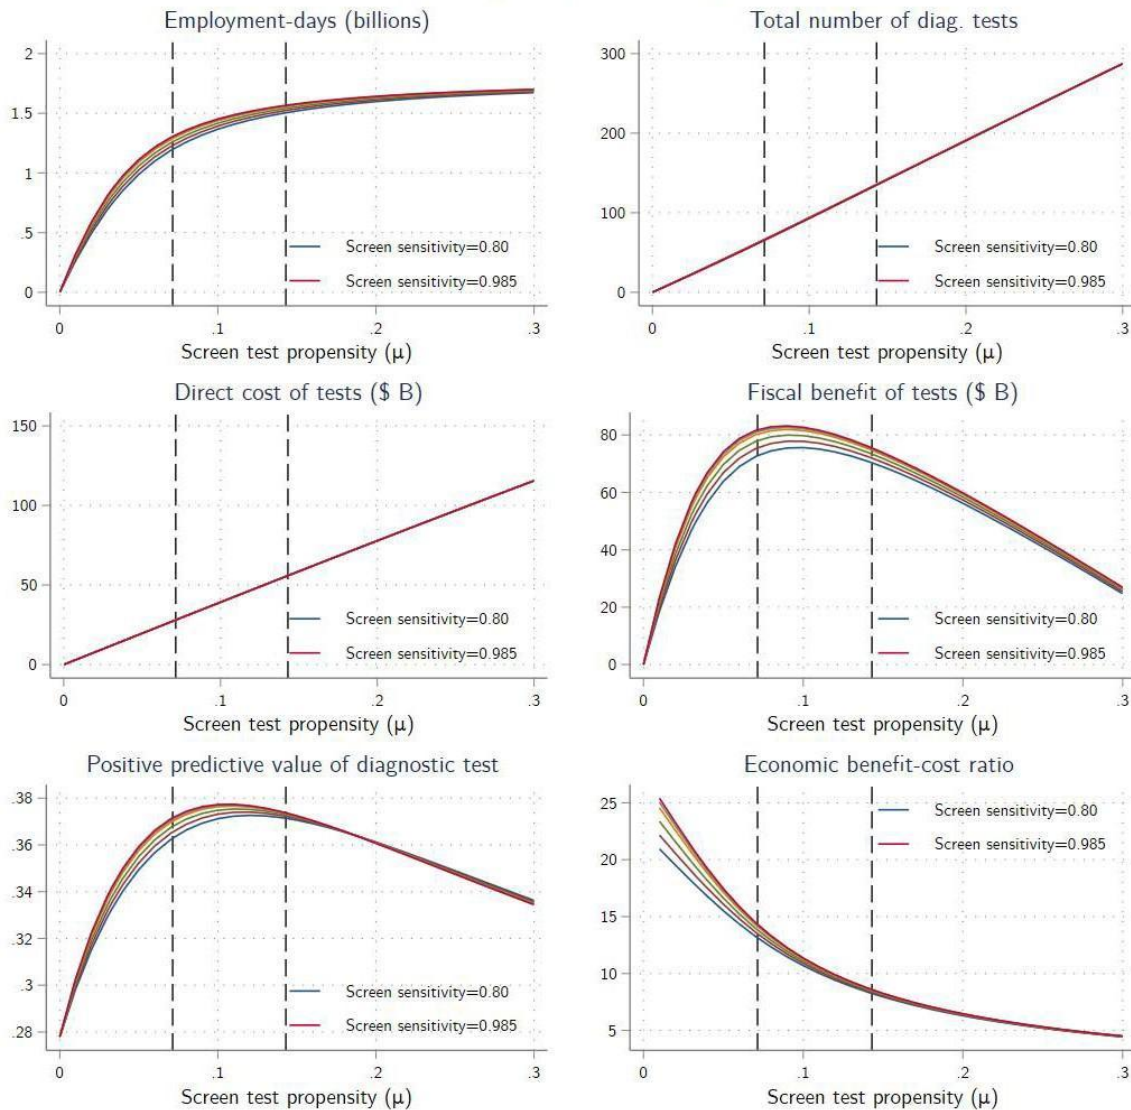 Employment-days (billions)
2
1.5
1
.5
0
Screen sensitivity=0.80
Screen sensitivity=0.985
0 .1 .2 .3
Screen test propensity (μ)
Total number of diag. tests
300
200
100
0
Screen sensitivity=0.80
Screen sensitivity=0.985
0 .1 .2 .3
Screen test propensity (μ)
Direct cost of tests ($ B)
150
100
50
0
Screen sensitivity=0.80
Screen sensitivity=0.985
0 .1 .2 .3
Screen test propensity (μ)
Fiscal benefit of tests ($ B)
80
60
40
20
0
Screen sensitivity=0.80
Screen sensitivity=0.985
0 .1 .2 .3
Screen test propensity (μ)
Positive predictive value of diagnostic test
.38
.36
.34
.32
.3
.28
Screen sensitivity=0.80
Screen sensitivity=0.985
0 .1 .2 .3
Screen test propensity (μ)
Economic benefit-cost ratio
25
20
15
10
5
Screen sensitivity=0.80
Screen sensitivity=0.985
0 .1 .2 .3
Screen test propensity (μ)